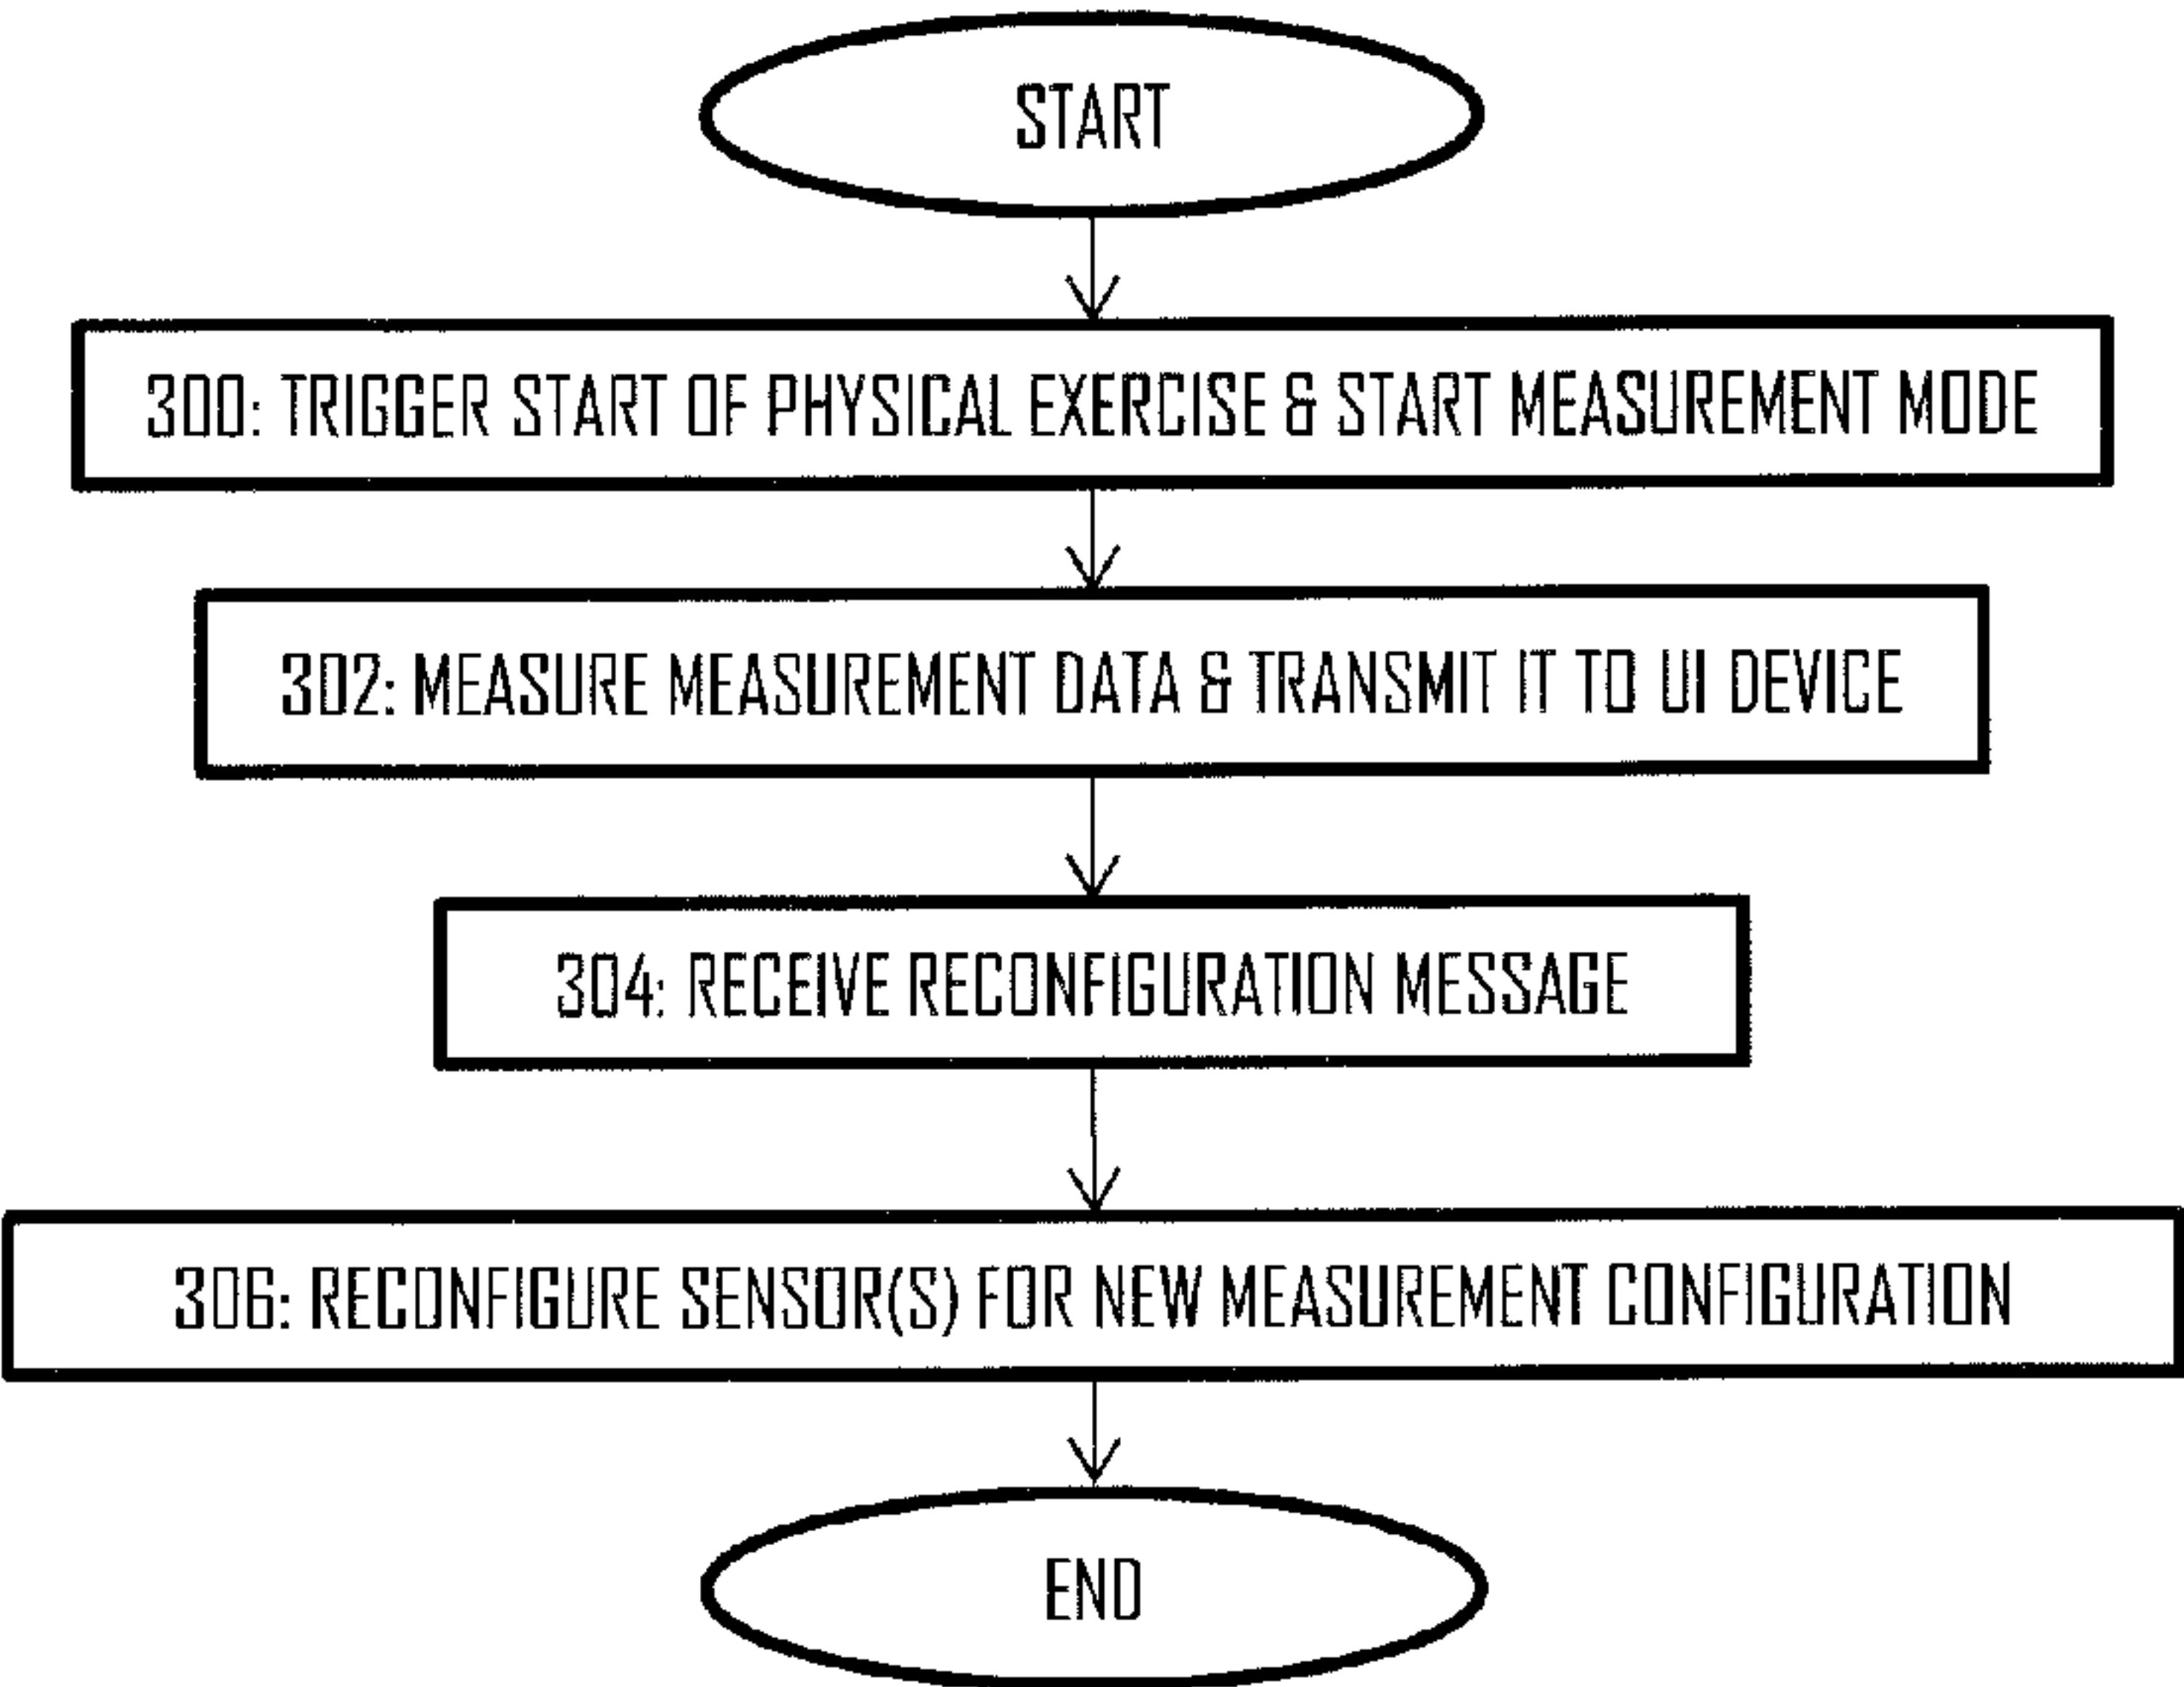 START
300: TRIGGER START OF PHYSICAL EXERCISE & START MEASUREMENT MODE
302: MEASURE MEASUREMENT DATA & TRANSMIT IT TO UI DEVICE
304: RECEIVE RECONFIGURATION MESSAGE
306: RECONFIGURE SENSOR(S) FOR NEW MEASUREMENT CONFIGURATION
END